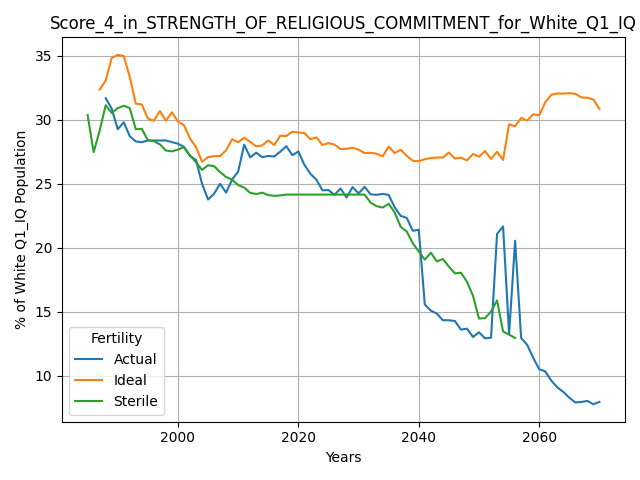 Score_4_in_STRENGTH_OF_RELIGIOUS_COMMITMENT_for_White_Q1_IQ
% of White Q1_IQ Population
35
30
25
20
15
10
Fertility
Actual
Ideal
Sterile
2000 2020 2040 2060
Years